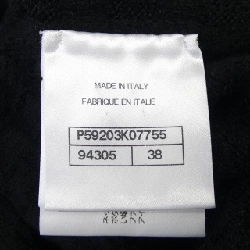 MADE IN ITALY
FABRIQUE EN ITALIE
P59203K07755
94305 38